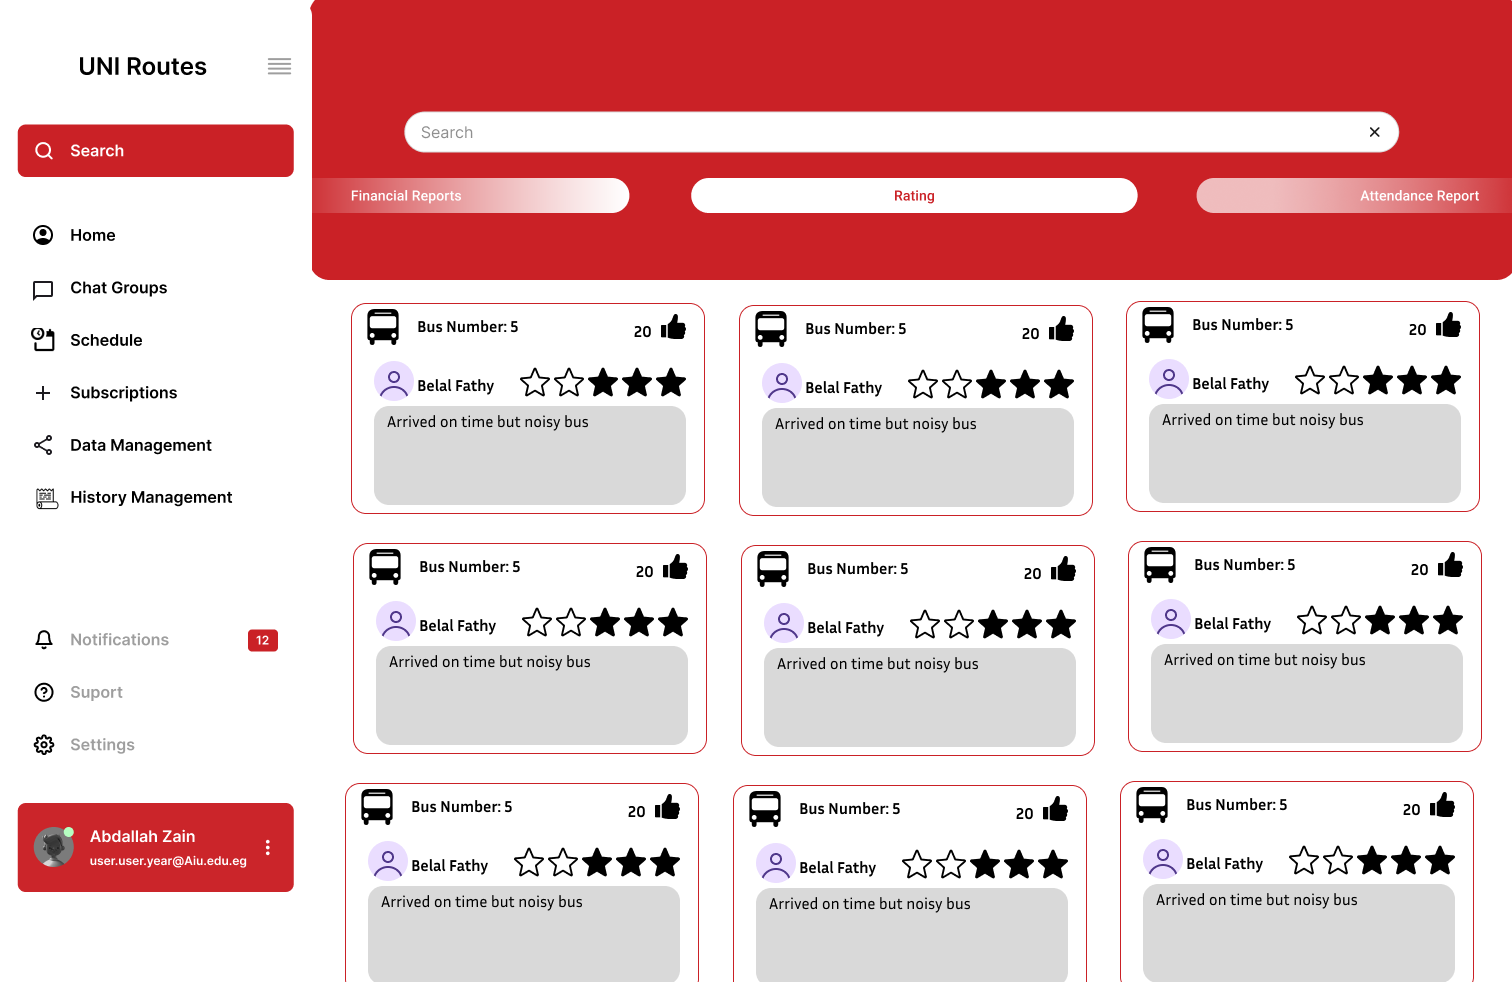 UNI Routes
Search
Home
Chat Groups
Schedule
Subscriptions
Data Management
History Management
Notifications 12
Suport
Settings
Abdallah Zain
user.user.year@Aiu.edu.eg
Search
Financial Reports
Rating
Attendance Report
Bus Number: 5
20
Belal Fathy
Arrived on time but noisy bus
Bus Number: 5
20
Belal Fathy
Arrived on time but noisy bus
Bus Number: 5
20
Belal Fathy
Arrived on time but noisy bus
Bus Number: 5
20
Belal Fathy
Arrived on time but noisy bus
Bus Number: 5
20
Belal Fathy
Arrived on time but noisy bus
Bus Number: 5
20
Belal Fathy
Arrived on time but noisy bus
Bus Number: 5
20
Belal Fathy
Arrived on time but noisy bus
Bus Number: 5
20
Belal Fathy
Arrived on time but noisy bus
Bus Number: 5
20
Belal Fathy
Arrived on time but noisy bus